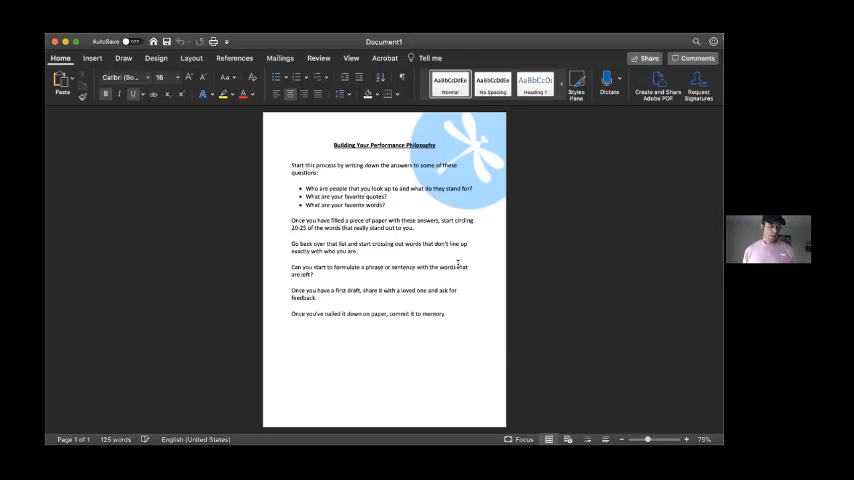 AutoSave OFF
Document1
Home Insert Draw Design Layout References Mailings Review View Acrobat Tell me
Share Comments
Paste
Calibri (Bo... 16
AaBbCcDdEe AaBbCcDdEe AaBbCcDc
Normal No Spacing Heading 1
Styles Pane
Dictate
Create and Share Adobe PDF
Request Signatures
Building Your Performance Philosophy
Start this process by writing down the answers to some of these
questions:
• Who are people that you look up to and what do they stand for?
• What are your favorite quotes?
• What are your favorite words?
Once you have filled a piece of paper with these answers, start circling
20-25 of the words that really stand out to you.
Go back over that list and start crossing out words that don't line up
exactly with who you are.
Can you start to formulate a phrase or sentence with the words that
are left?
Once you have a first draft, share it with a loved one and ask for
feedback.
Once you've nailed it down on paper, commit it to memory.
Page 1 of 1 125 words English (United States) Focus 75%